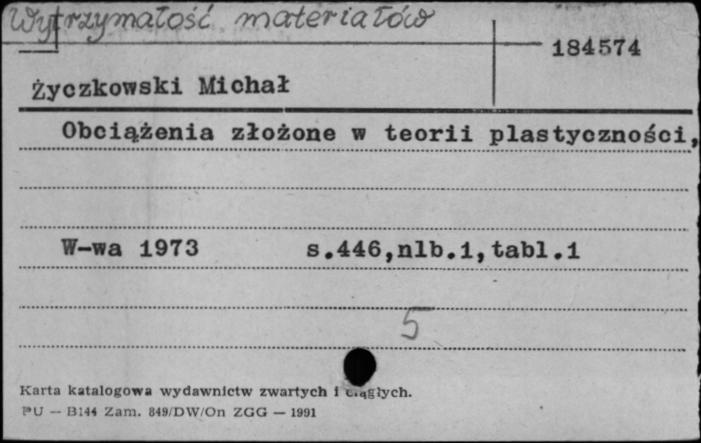 Wytrzymałość materiałów
184574
Życzkowski Michał
Obciążenia złożone w teorii plastyczności,
W-wa 1973 s.446,nlb.1,tabl.1
5
Karta katalogowa wydawnictw zwartych i ciągłych.
PU — B144 Zam. 849/DW/On ZGG — 1991